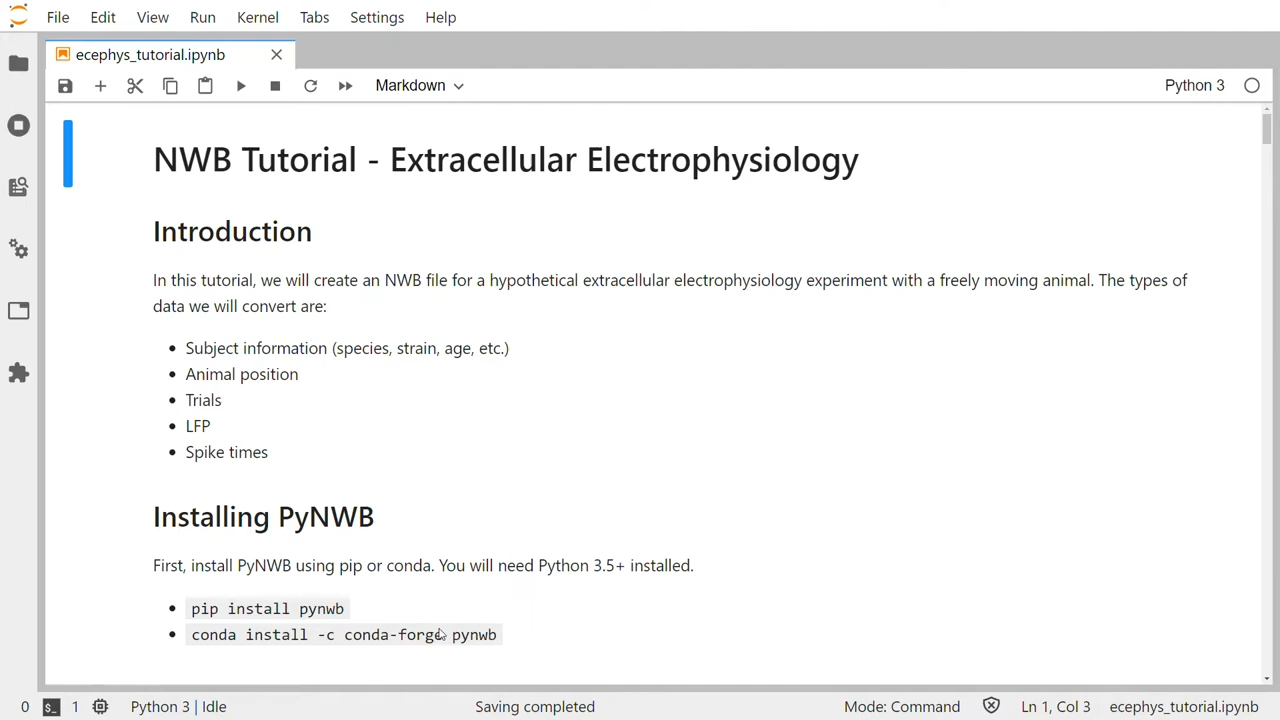 File Edit View Run Kernel Tabs Settings Help
ecephys_tutorial.ipynb
Markdown
Python 3
NWB Tutorial - Extracellular Electrophysiology
Introduction
In this tutorial, we will create an NWB file for a hypothetical extracellular electrophysiology experiment with a freely moving animal. The types of
data we will convert are:
• Subject information (species, strain, age, etc.)
• Animal position
• Trials
• LFP
• Spike times
Installing PyNWB
First, install PyNWB using pip or conda. You will need Python 3.5+ installed.
• pip install pynwb
• conda install -c conda-forge pynwb
0 $_ 1 Python 3 | Idle Saving completed Mode: Command Ln 1, Col 3 ecephys_tutorial.ipynb